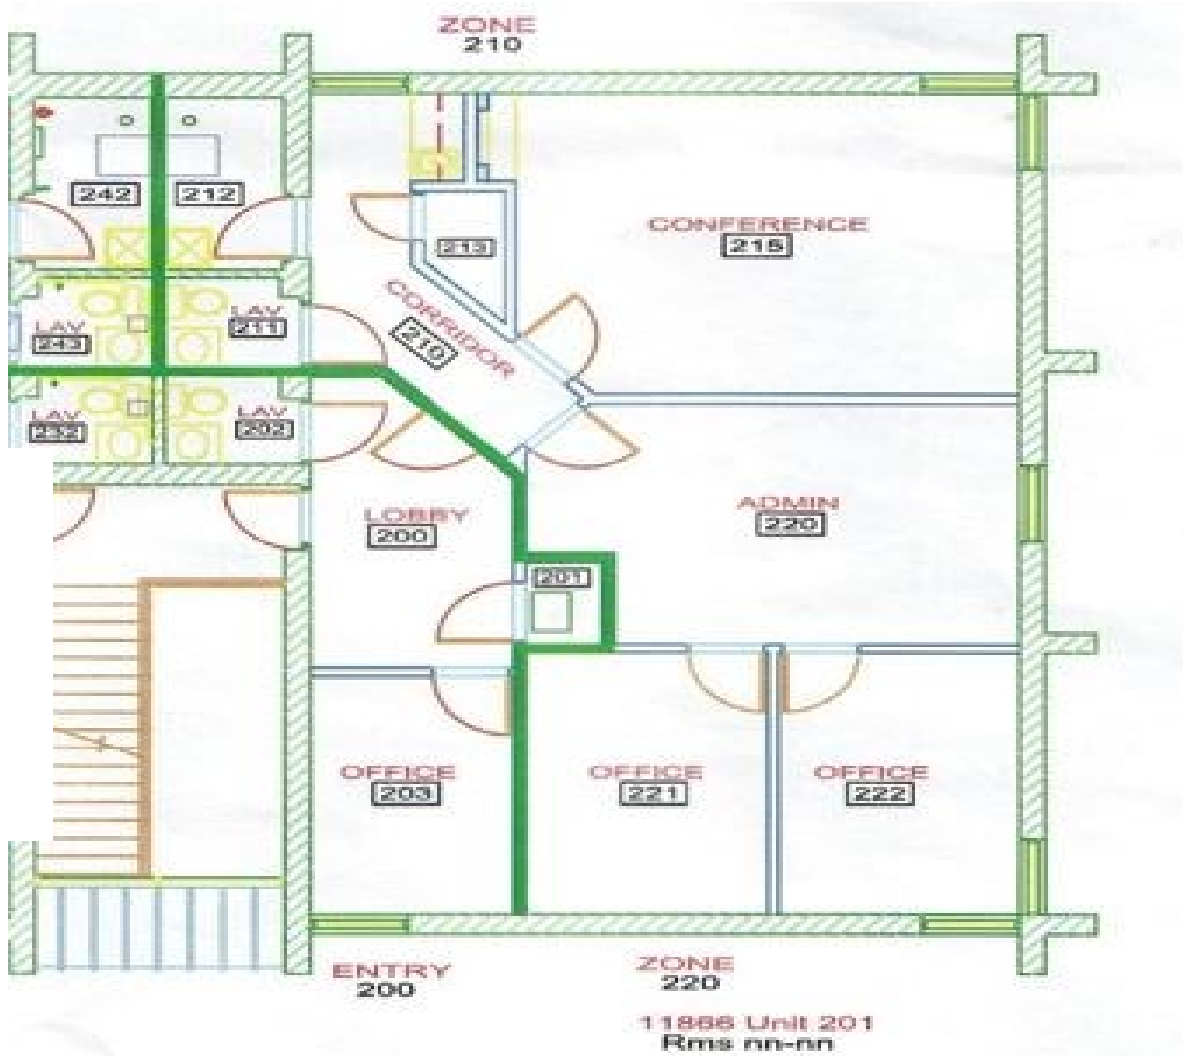 ZONE
210
242
212
CONFERENCE
215
213
CORRIDOR
210
LAV
211
LAV
243
LAV
202
LAV
232
LOBBY
200
ADMIN
220
201
OFFICE
203
OFFICE
221
OFFICE
222
ENTRY
200
ZONE
220
11866 Unit 201
Rms nn-nn